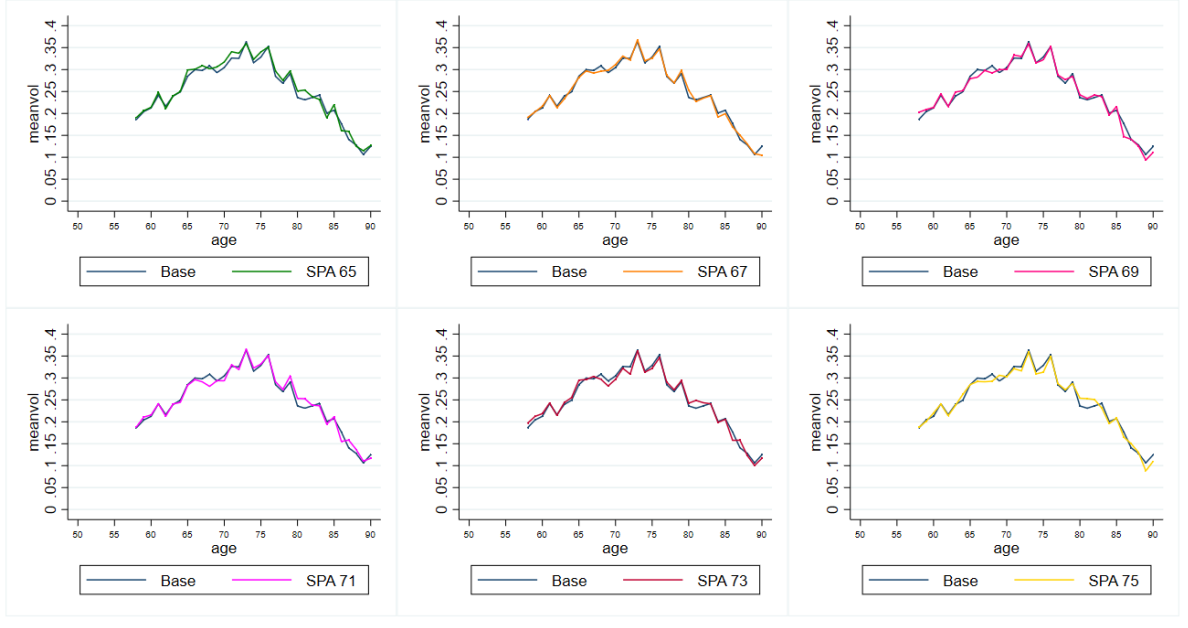 meanvol
0 .05 .1 .15 .2 .25 .3 .35 .4
50 55 60 65 70 75 80 85 90
age
Base SPA 65
meanvol
0 .05 .1 .15 .2 .25 .3 .35 .4
50 55 60 65 70 75 80 85 90
age
Base SPA 67
meanvol
0 .05 .1 .15 .2 .25 .3 .35 .4
50 55 60 65 70 75 80 85 90
age
Base SPA 69
meanvol
0 .05 .1 .15 .2 .25 .3 .35 .4
50 55 60 65 70 75 80 85 90
age
Base SPA 71
meanvol
0 .05 .1 .15 .2 .25 .3 .35 .4
50 55 60 65 70 75 80 85 90
age
Base SPA 73
meanvol
0 .05 .1 .15 .2 .25 .3 .35 .4
50 55 60 65 70 75 80 85 90
age
Base SPA 75